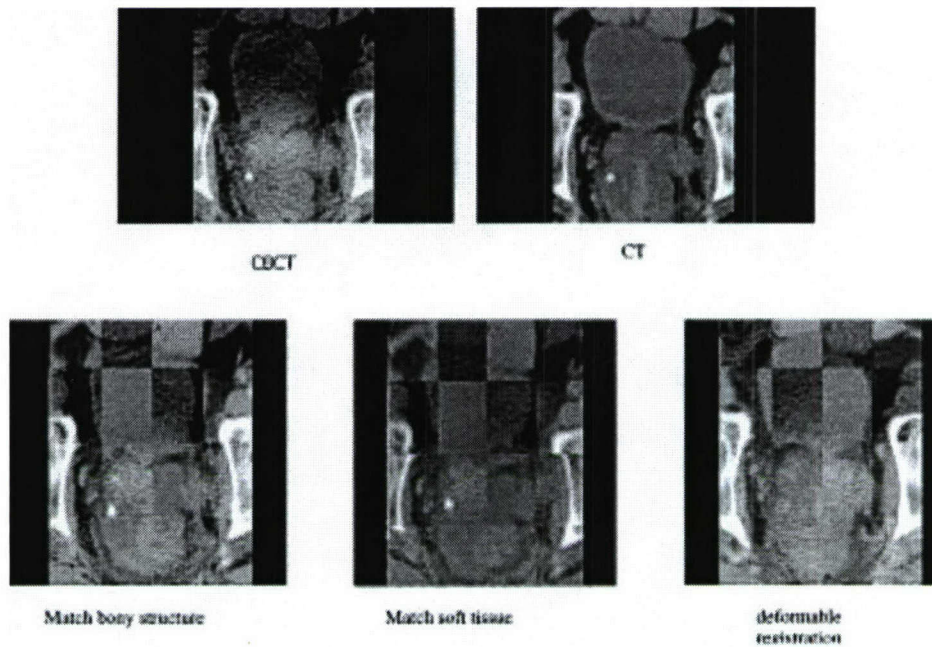 CBCT
CT
Match bony structure
Match soft tissue
deformable
registration